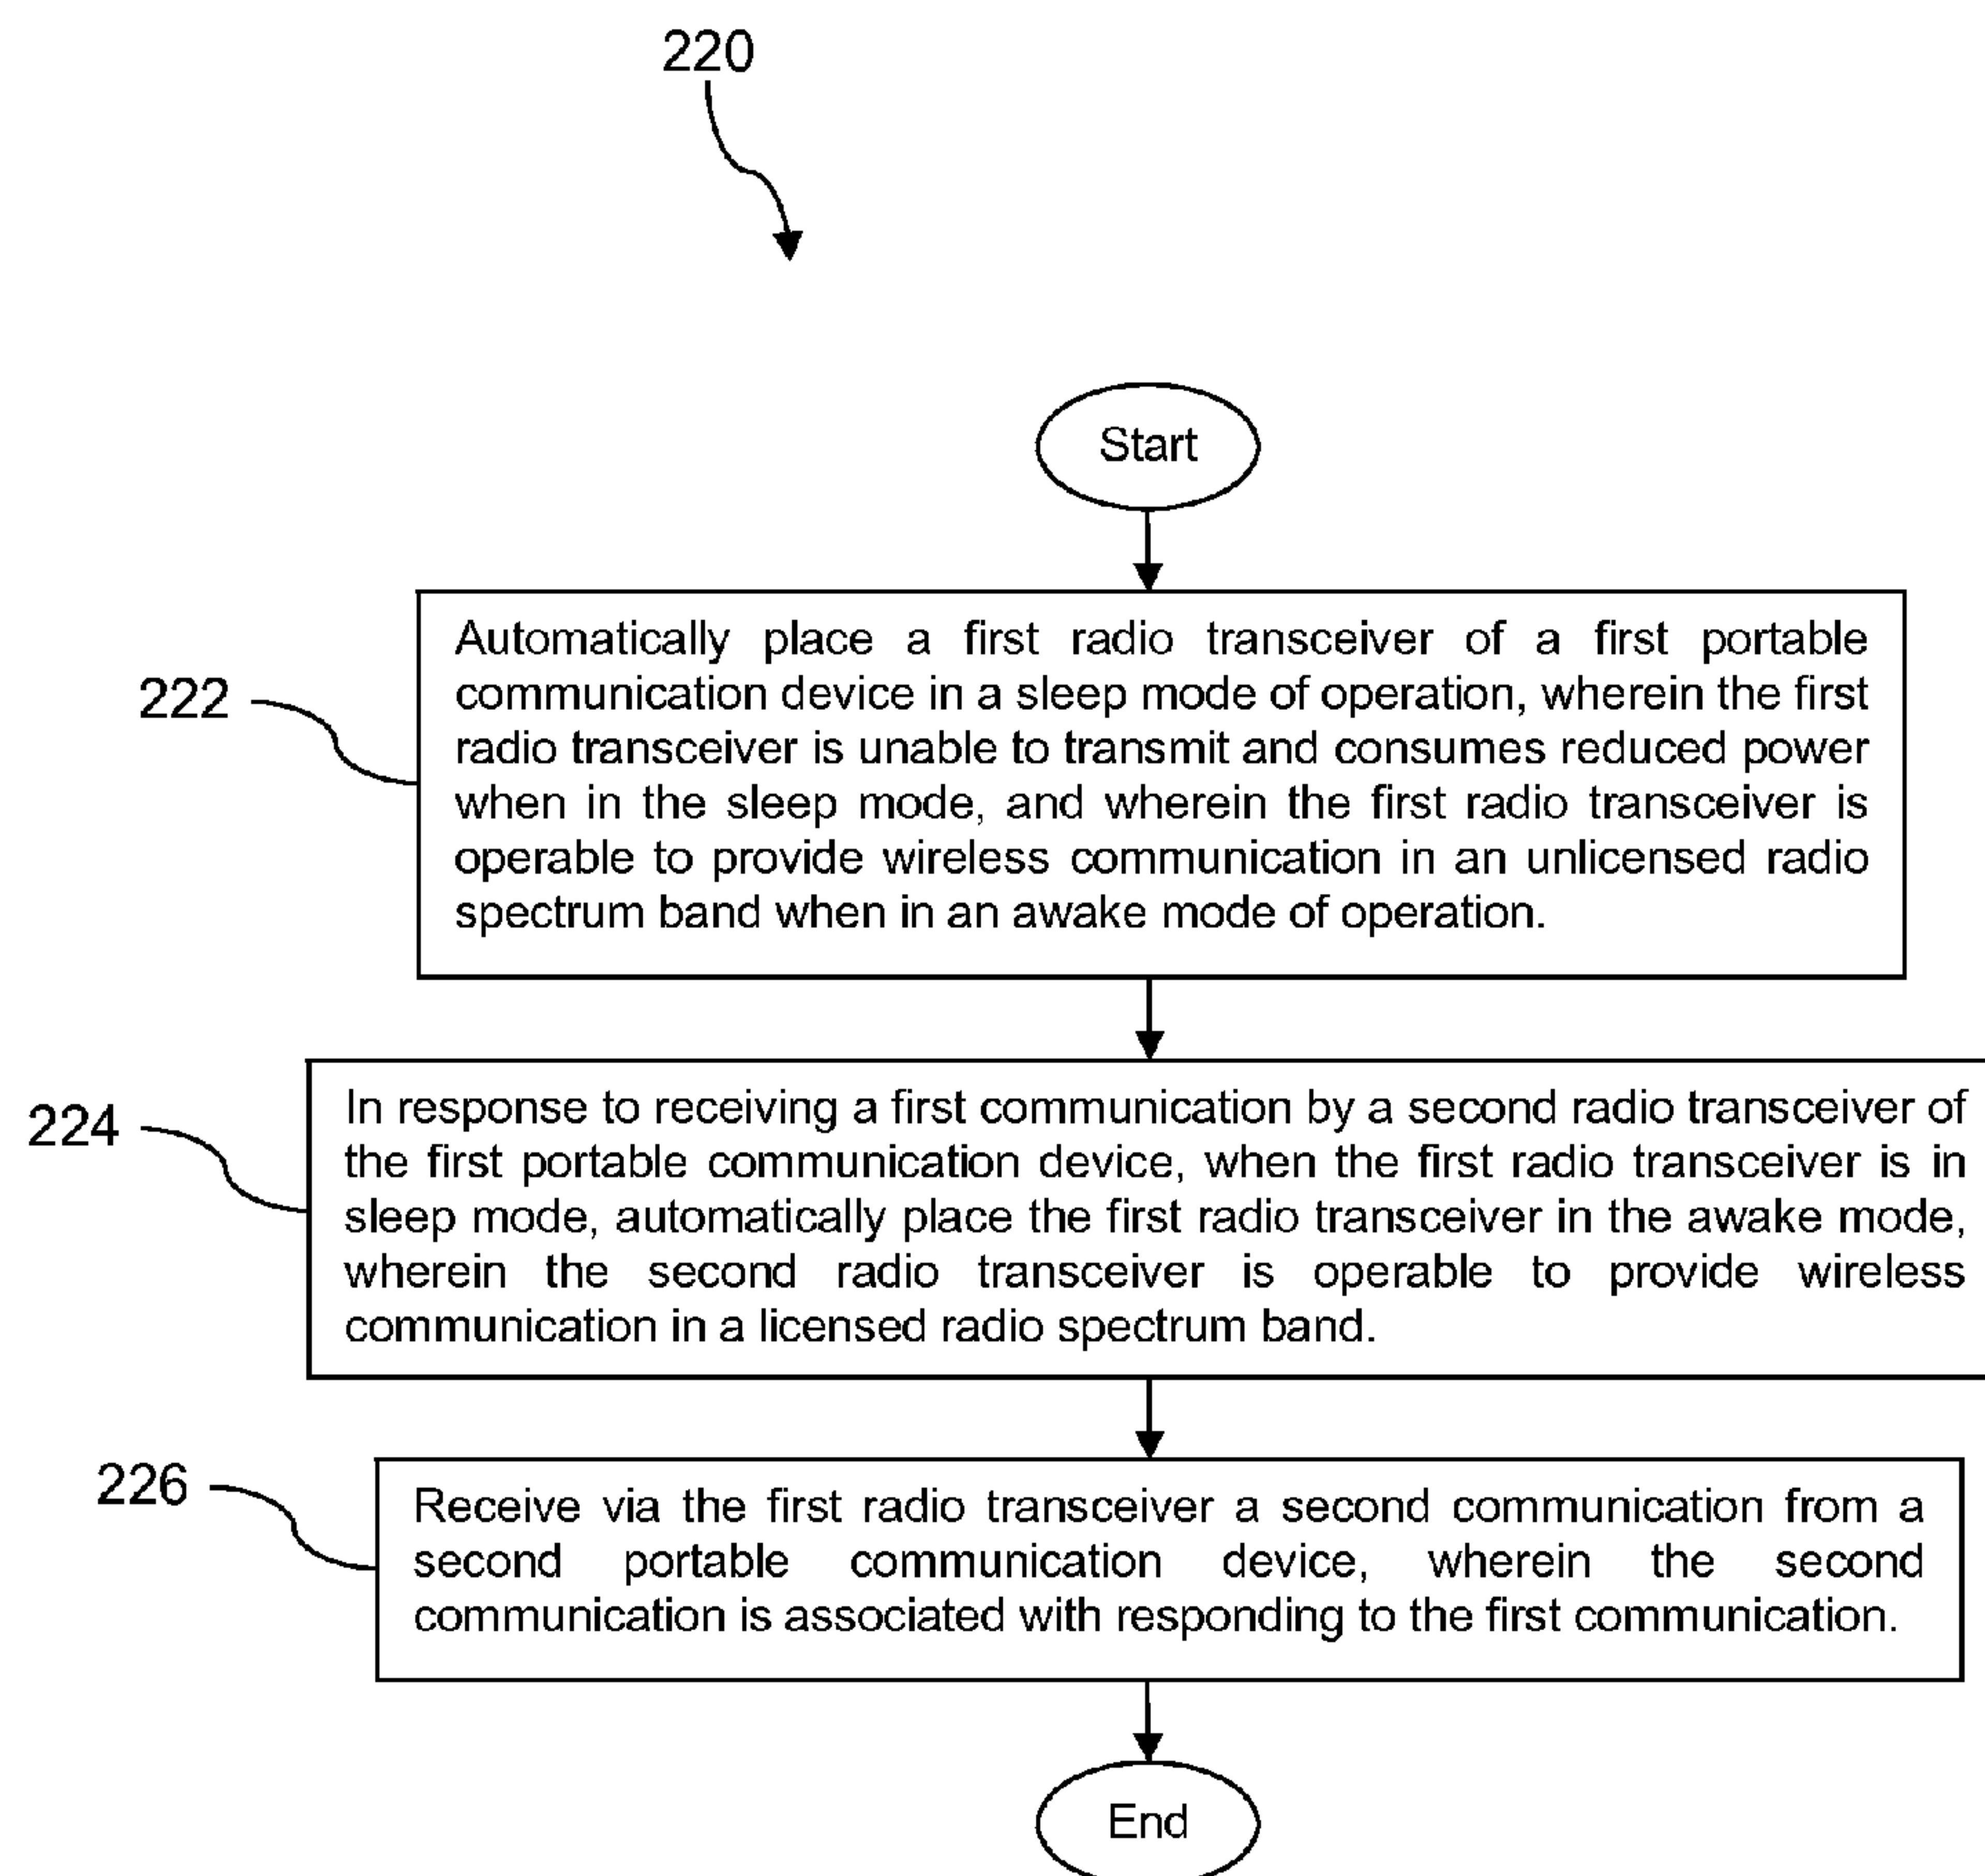 220
Start
222
Automatically place a first radio transceiver of a first portable
communication device in a sleep mode of operation, wherein the first
radio transceiver is unable to transmit and consumes reduced power
when in the sleep mode, and wherein the first radio transceiver is
operable to provide wireless communication in an unlicensed radio
spectrum band when in an awake mode of operation.
224
In response to receiving a first communication by a second radio transceiver of
the first portable communication device, when the first radio transceiver is in
sleep mode, automatically place the first radio transceiver in the awake mode,
wherein the second radio transceiver is operable to provide wireless
communication in a licensed radio spectrum band.
226
Receive via the first radio transceiver a second communication from a
second portable communication device, wherein the second
communication is associated with responding to the first communication.
End